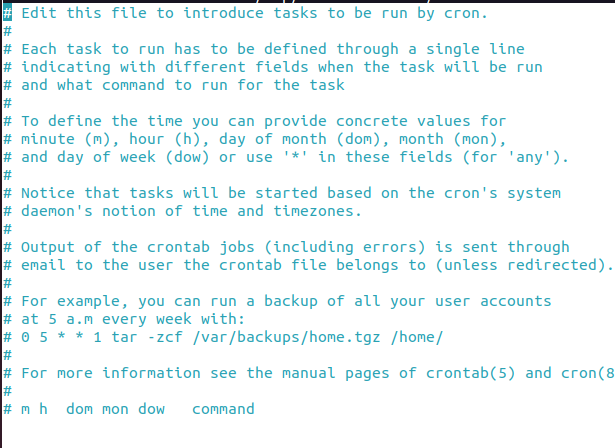 # Edit this file to introduce tasks to be run by cron.
#
# Each task to run has to be defined through a single line
# indicating with different fields when the task will be run
# and what command to run for the task
#
# To define the time you can provide concrete values for
# minute (m), hour (h), day of month (dom), month (mon),
# and day of week (dow) or use '*' in these fields (for 'any').
#
# Notice that tasks will be started based on the cron's system
# daemon's notion of time and timezones.
#
# Output of the crontab jobs (including errors) is sent through
# email to the user the crontab file belongs to (unless redirected).
#
# For example, you can run a backup of all your user accounts
# at 5 a.m every week with:
# 0 5 * * 1 tar -zcf /var/backups/home.tgz /home/
#
# For more information see the manual pages of crontab(5) and cron(8
#
# m h  dom mon dow   command